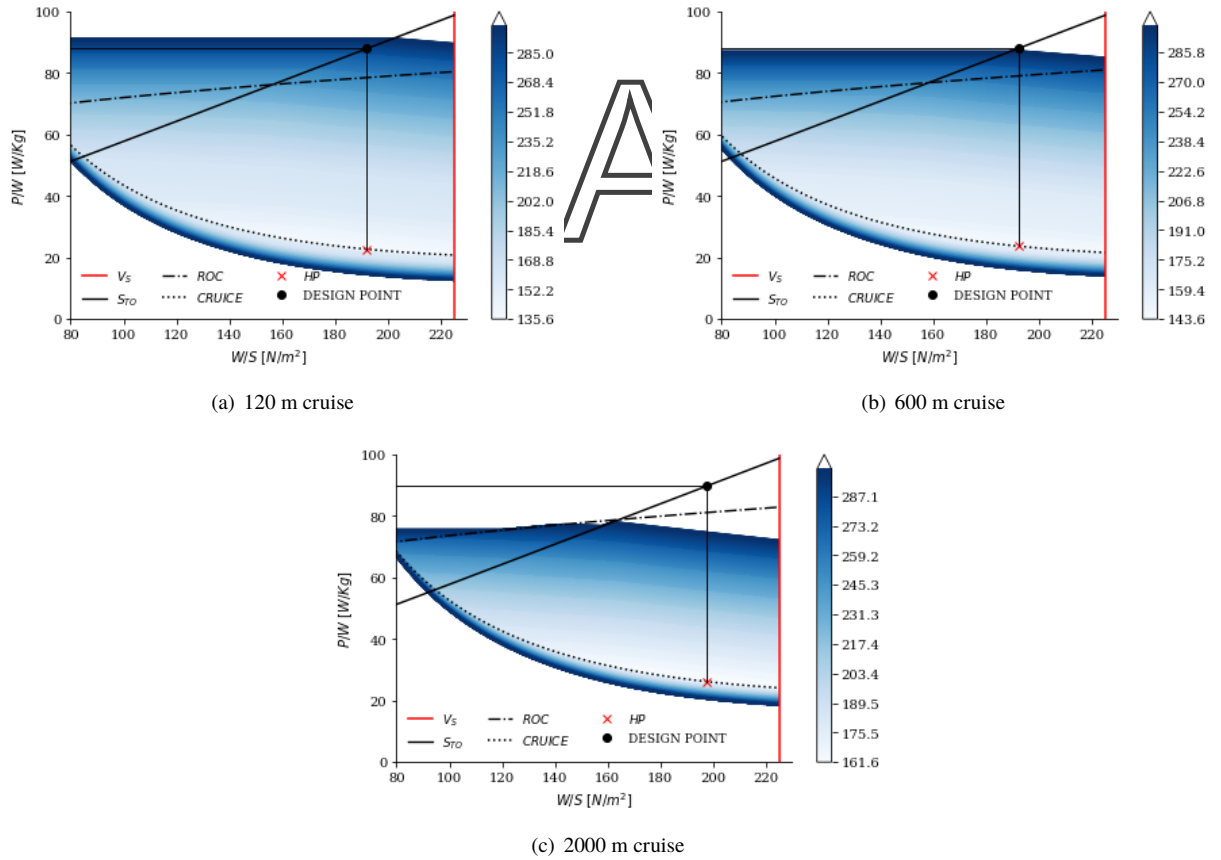 100
80
60
40
20
0
P/W [W/Kg]
80 100 120 140 160 180 200 220
W/S [N/m²]
V_S ROC HP
S_TO CRUICE DESIGN POINT
285.0
268.4
251.8
235.2
218.6
202.0
185.4
168.8
152.2
135.6
(a) 120 m cruise
A
100
80
60
40
20
0
P/W [W/Kg]
80 100 120 140 160 180 200 220
W/S [N/m²]
V_S ROC HP
S_TO CRUICE DESIGN POINT
285.8
270.0
254.2
238.4
222.6
206.8
191.0
175.2
159.4
143.6
(b) 600 m cruise
100
80
60
40
20
0
P/W [W/Kg]
80 100 120 140 160 180 200 220
W/S [N/m²]
V_S ROC HP
S_TO CRUICE DESIGN POINT
287.1
273.2
259.2
245.3
231.3
217.4
203.4
189.5
175.5
161.6
(c) 2000 m cruise